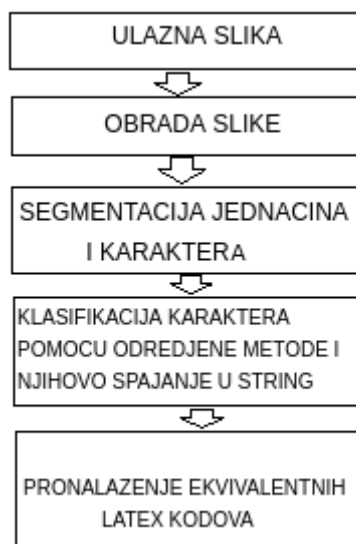 ULAZNA SLIKA
OBRADA SLIKE
SEGMENTACIJA JEDNACINA
I KARAKTERA
KLASIFIKACIJA KARAKTERA
POMOCU ODREDJENE METODE I
NJIHOVO SPAJANJE U STRING
PRONALAZENJE EKVIVALENTNIH
LATEX KODOVA